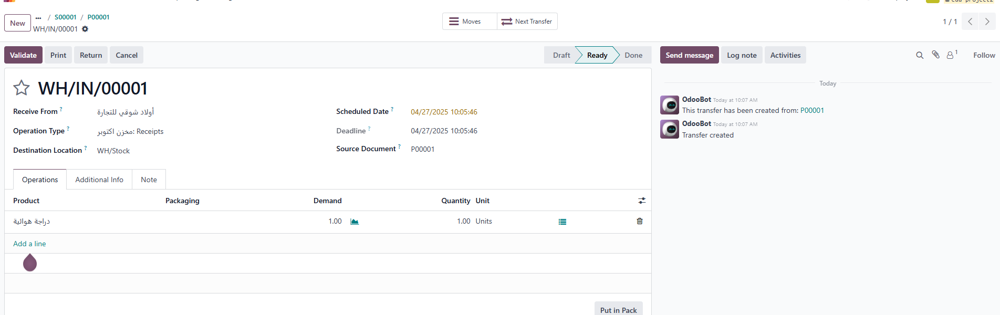 New
... / S00001 / P00001
WH/IN/00001
Moves
Next Transfer
1 / 1
Validate
Print
Return
Cancel
Draft
Ready
Done
Send message
Log note
Activities
1
Follow
WH/IN/00001
Receive From ?
أولاد شوقي للتجارة
Scheduled Date ?
04/27/2025 10:05:46
Operation Type ?
مخزن اكتوبر: Receipts
Deadline ?
04/27/2025 10:05:46
Destination Location ?
WH/Stock
Source Document ?
P00001
Operations
Additional Info
Note
Product
Packaging
Demand
Quantity
Unit
دراجة هوائية
1.00
1.00
Units
Add a line
Put in Pack
Today
OdooBot Today at 10:07 AM
This transfer has been created from: P00001
OdooBot Today at 10:07 AM
Transfer created